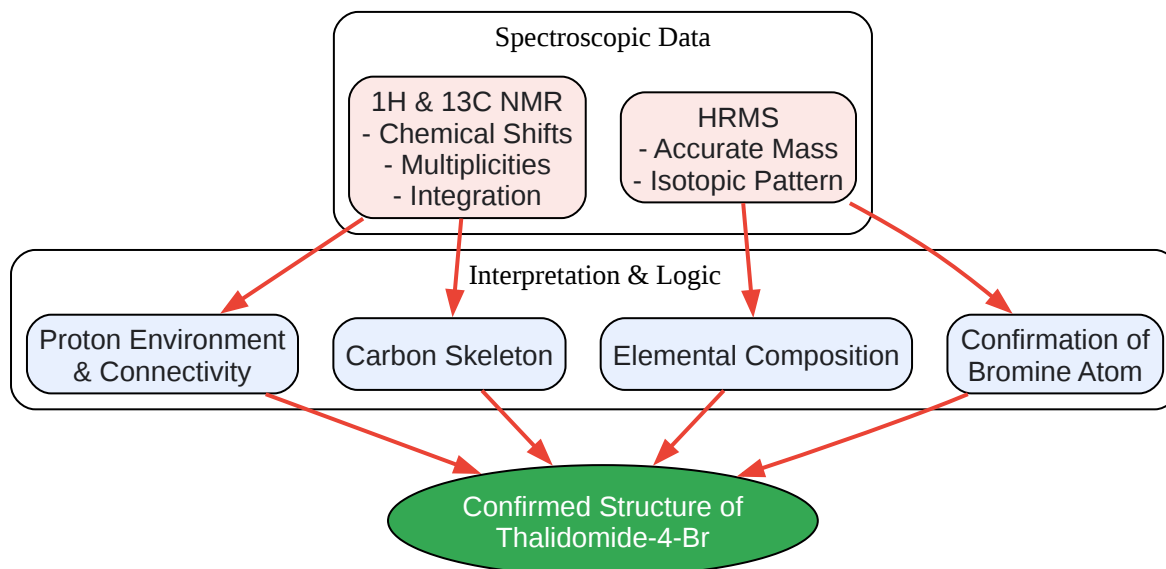 Spectroscopic Data
1H & 13C NMR
- Chemical Shifts
- Multiplicities
- Integration
HRMS
- Accurate Mass
- Isotopic Pattern
Interpretation & Logic
Proton Environment
& Connectivity
Carbon Skeleton
Elemental Composition
Confirmation of
Bromine Atom
Confirmed Structure of
Thalidomide-4-Br